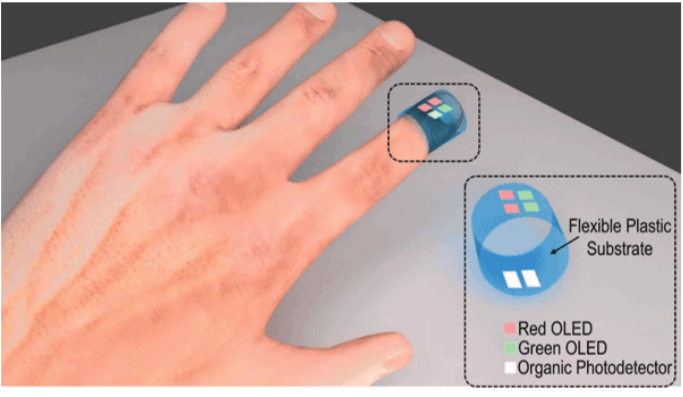 Flexible Plastic
Substrate
Red OLED
Green OLED
Organic Photodetector